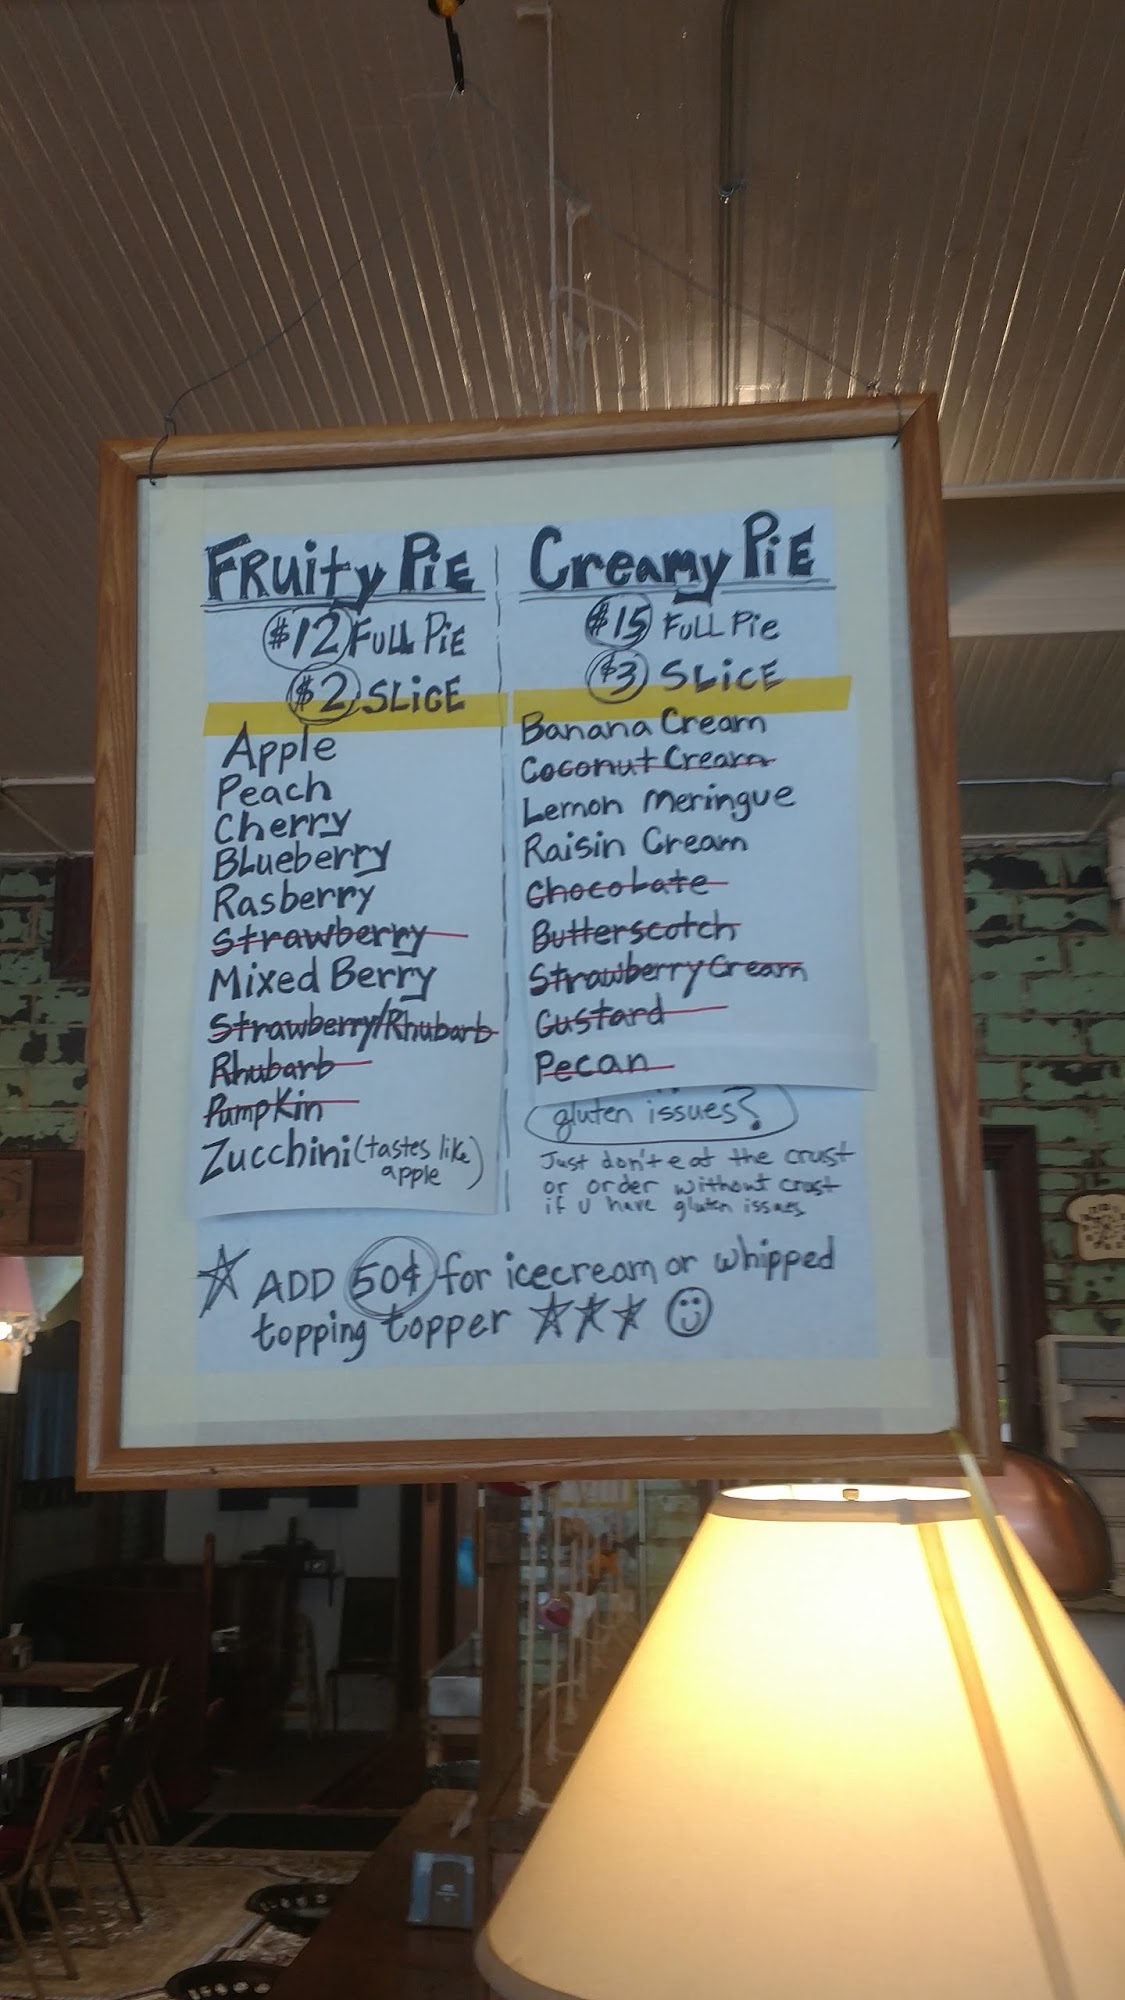 FRuity PiE
$12 FuLL PiE
$2 SLiCE
Apple
Peach
Cherry
BLueberry
Rasberry
Strawberry
Mixed Berry
Strawberry/Rhubarb
Rhubarb
PumpKin
Zucchini (tastes like
apple)
Creamy PiE
$15 FuLL Pie
$3 SLiCE
Banana Cream
Coconut Cream
Lemon Meringue
Raisin Cream
ChocoLate
Butterscotch
Strawberry Cream
Custard
Pecan
gluten issues?
Just don't eat the crust
or order without crust
if u have gluten issues
ADD 50¢ for icecream or whipped
topping topper